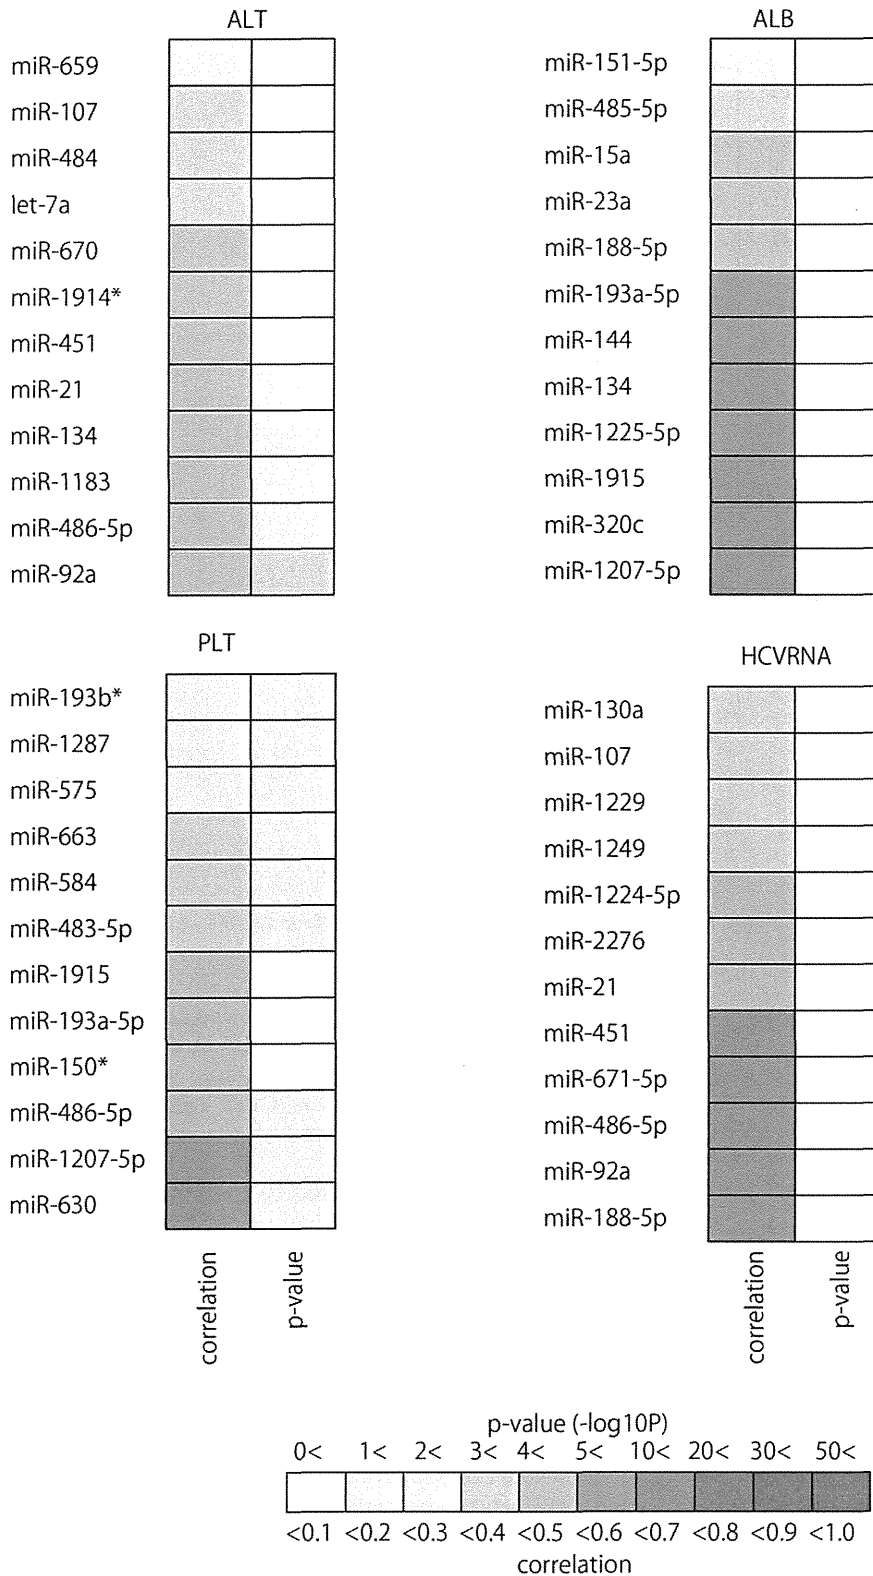 ALT
miR-659
miR-107
miR-484
let-7a
miR-670
miR-1914*
miR-451
miR-21
miR-134
miR-1183
miR-486-5p
miR-92a
ALB
miR-151-5p
miR-485-5p
miR-15a
miR-23a
miR-188-5p
miR-193a-5p
miR-144
miR-134
miR-1225-5p
miR-1915
miR-320c
miR-1207-5p
PLT
miR-193b*
miR-1287
miR-575
miR-663
miR-584
miR-483-5p
miR-1915
miR-193a-5p
miR-150*
miR-486-5p
miR-1207-5p
miR-630
correlation
p-value
HCVRNA
miR-130a
miR-107
miR-1229
miR-1249
miR-1224-5p
miR-2276
miR-21
miR-451
miR-671-5p
miR-486-5p
miR-92a
miR-188-5p
correlation
p-value
p-value (-log10P)
0< 1< 2< 3< 4< 5< 10< 20< 30< 50<
<0.1 <0.2 <0.3 <0.4 <0.5 <0.6 <0.7 <0.8 <0.9 <1.0
correlation